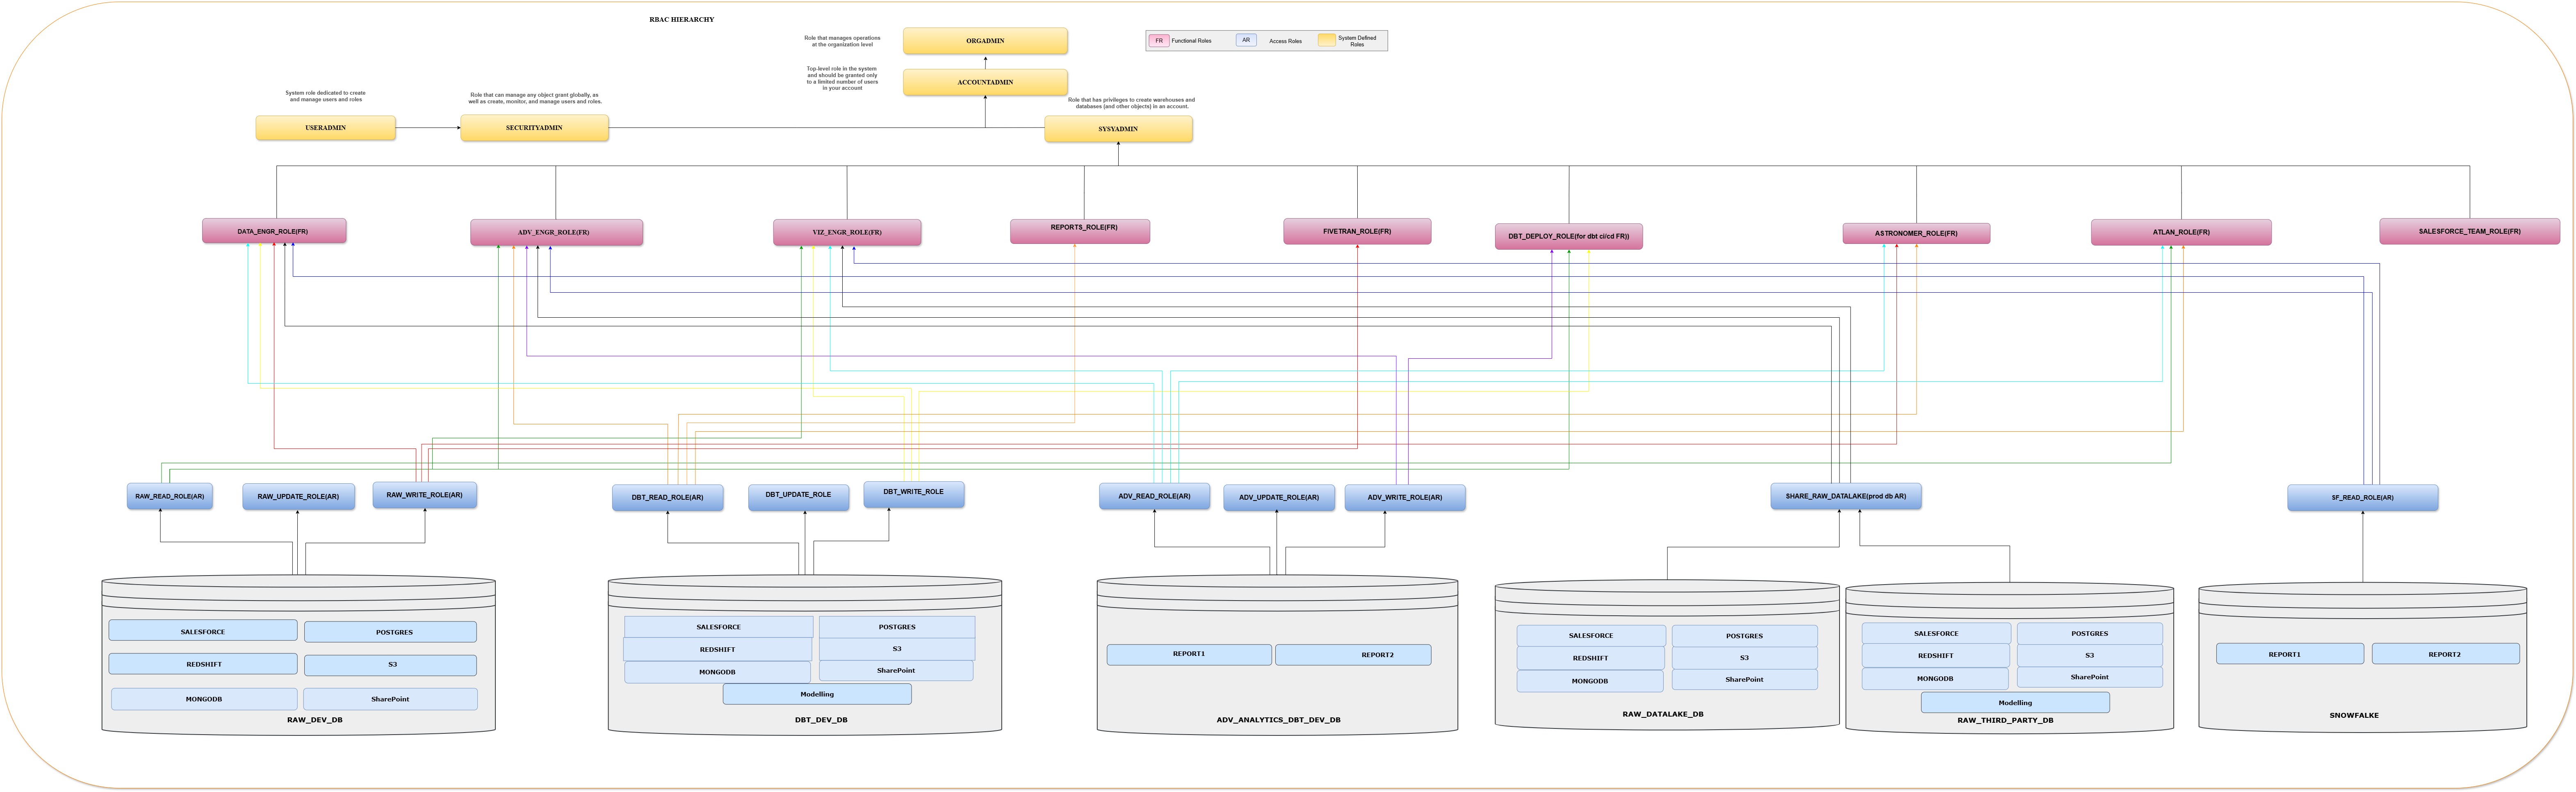 RBAC HIERARCHY
Role that manages operations
at the organization level
ORGADMIN
FR
Functional Roles
AR
Access Roles
System Defined
Roles
Top-level role in the system
and should be granted only
to a limited number of users
in your account
ACCOUNTADMIN
System role dedicated to create
and manage users and roles
Role that can manage any object grant globally, as
well as create, monitor, and manage users and roles.
Role that has privileges to create warehouses and
databases (and other objects) in an account.
USERADMIN
SECURITYADMIN
SYSYADMIN
DATA_ENGR_ROLE(FR)
ADV_ENGR_ROLE(FR)
VIZ_ENGR_ROLE(FR)
REPORTS_ROLE(FR)
FIVETRAN_ROLE(FR)
DBT_DEPLOY_ROLE(for dbt ci/cd FR))
ASTRONOMER_ROLE(FR)
ATLAN_ROLE(FR)
SALESFORCE_TEAM_ROLE(FR)
RAW_READ_ROLE(AR)
RAW_UPDATE_ROLE(AR)
RAW_WRITE_ROLE(AR)
DBT_READ_ROLE(AR)
DBT_UPDATE_ROLE
DBT_WRITE_ROLE
ADV_READ_ROLE(AR)
ADV_UPDATE_ROLE(AR)
ADV_WRITE_ROLE(AR)
SHARE_RAW_DATALAKE(prod db AR)
SF_READ_ROLE(AR)
SALESFORCE
POSTGRES
REDSHIFT
S3
MONGODB
SharePoint
RAW_DEV_DB
SALESFORCE
POSTGRES
REDSHIFT
S3
MONGODB
SharePoint
Modelling
DBT_DEV_DB
REPORT1
REPORT2
ADV_ANALYTICS_DBT_DEV_DB
SALESFORCE
POSTGRES
REDSHIFT
S3
MONGODB
SharePoint
RAW_DATALAKE_DB
SALESFORCE
POSTGRES
REDSHIFT
S3
MONGODB
SharePoint
Modelling
RAW_THIRD_PARTY_DB
REPORT1
REPORT2
SNOWFALKE